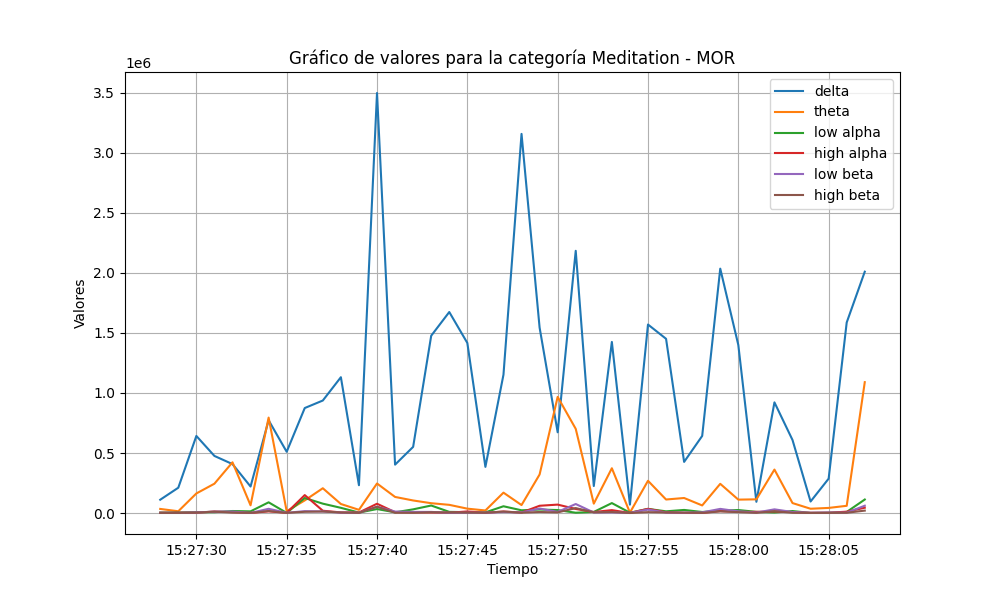 Gráfico de valores para la categoría Meditation - MOR
1e6
3.5
3.0
2.5
2.0
1.5
1.0
0.5
0.0
Valores
delta
theta
low alpha
high alpha
low beta
high beta
15:27:30 15:27:35 15:27:40 15:27:45 15:27:50 15:27:55 15:28:00 15:28:05
Tiempo